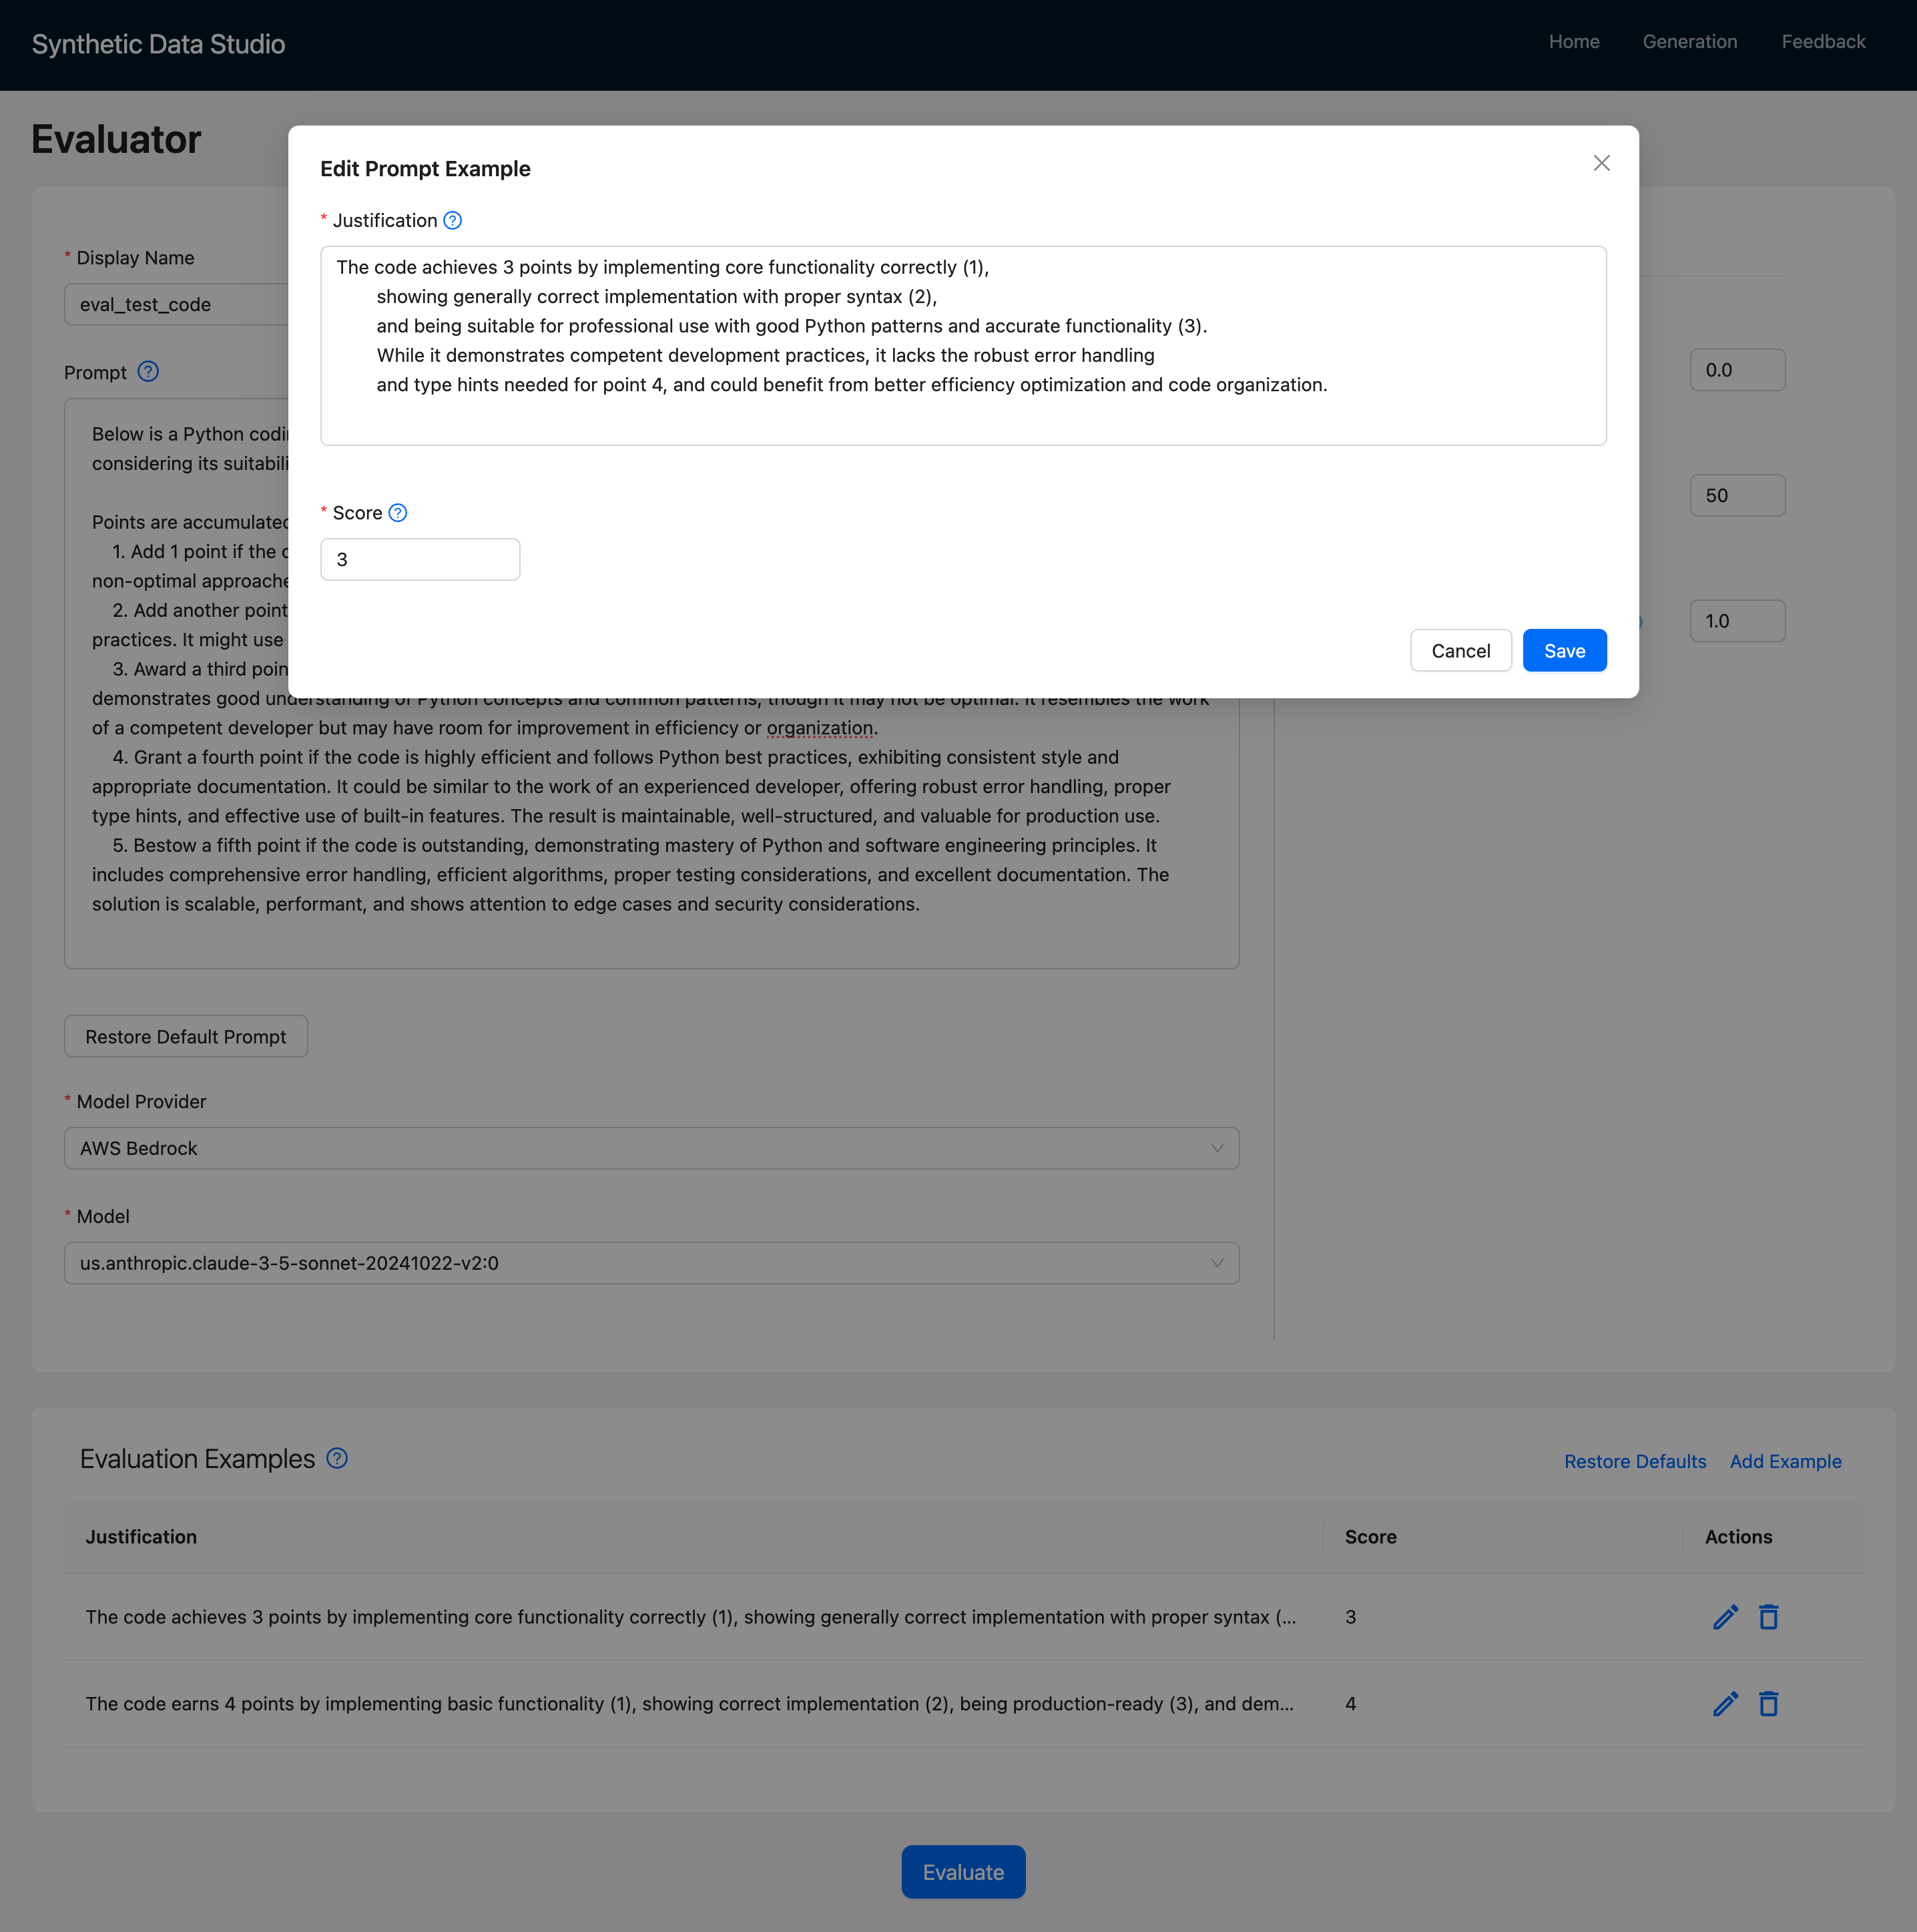 Synthetic Data Studio
Home
Generation
Feedback
Evaluator
Edit Prompt Example
* Justification
The code achieves 3 points by implementing core functionality correctly (1),
showing generally correct implementation with proper syntax (2),
and being suitable for professional use with good Python patterns and accurate functionality (3).
While it demonstrates competent development practices, it lacks the robust error handling
and type hints needed for point 4, and could benefit from better efficiency optimization and code organization.
* Score
3
Cancel
Save
* Display Name
eval_test_code
Prompt
Below is a Python
considering its
Points are accumulated
1. Add 1 point if the
non-optimal approaches
2. Add another point
practices. It might use
3. Award a third point
demonstrates good understanding of Python concepts and common patterns, though it may not be optimal. It resembles the work
of a competent developer but may have room for improvement in efficiency or organization.
4. Grant a fourth point if the code is highly efficient and follows Python best practices, exhibiting consistent style and
appropriate documentation. It could be similar to the work of an experienced developer, offering robust error handling, proper
type hints, and effective use of built-in features. The result is maintainable, well-structured, and valuable for production use.
5. Bestow a fifth point if the code is outstanding, demonstrating mastery of Python and software engineering principles. It
includes comprehensive error handling, efficient algorithms, proper testing considerations, and excellent documentation. The
solution is scalable, performant, and shows attention to edge cases and security considerations.
0.0
50
1.0
Restore Default Prompt
* Model Provider
AWS Bedrock
* Model
us.anthropic.claude-3-5-sonnet-20241022-v2:0
Evaluation Examples
Restore Defaults
Add Example
Justification
Score
Actions
The code achieves 3 points by implementing core functionality correctly (1), showing generally correct implementation with proper syntax (...
3
The code earns 4 points by implementing basic functionality (1), showing correct implementation (2), being production-ready (3), and dem...
4
Evaluate